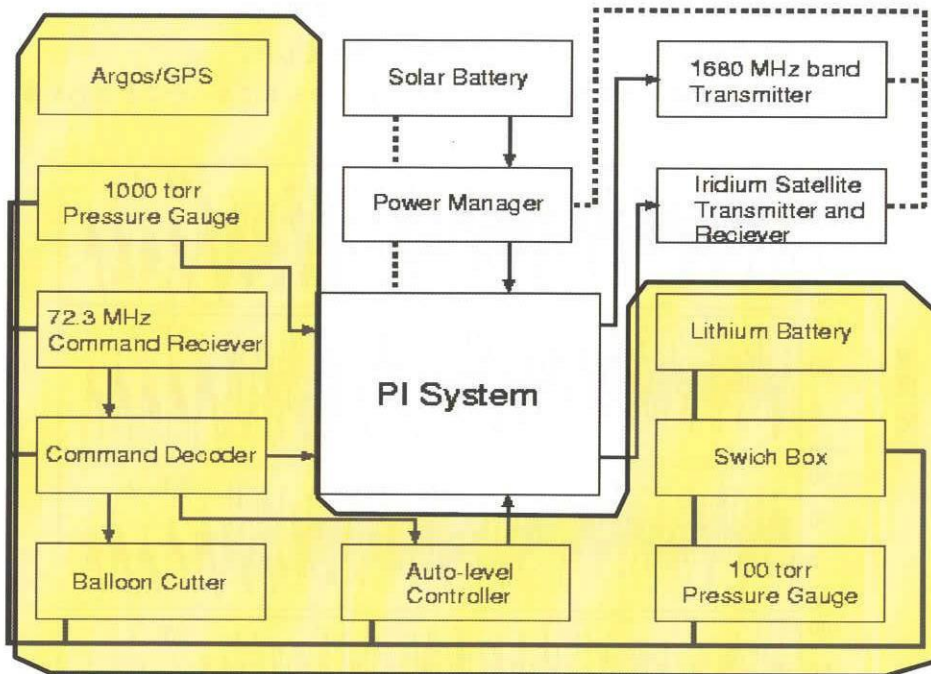 Argos/GPS
Solar Battery
1680 MHz band
Transmitter
1000 torr
Pressure Gauge
Power Manager
Iridium Satellite
Transmitter and
Reciever
72.3 MHz
Command Reciever
Lithium Battery
PI System
Command Decoder
Swich Box
Balloon Cutter
Auto-level
Controller
100 torr
Pressure Gauge